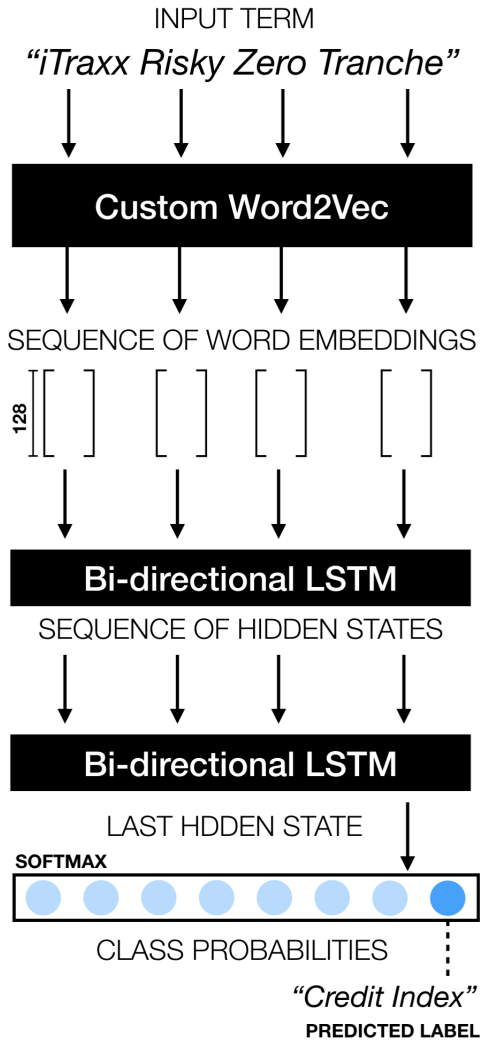 INPUT TERM
“iTraxx Risky Zero Tranche”
Custom Word2Vec
SEQUENCE OF WORD EMBEDDINGS
128
Bi-directional LSTM
SEQUENCE OF HIDDEN STATES
Bi-directional LSTM
LAST HDDEN STATE
SOFTMAX
CLASS PROBABILITIES
“Credit Index”
PREDICTED LABEL